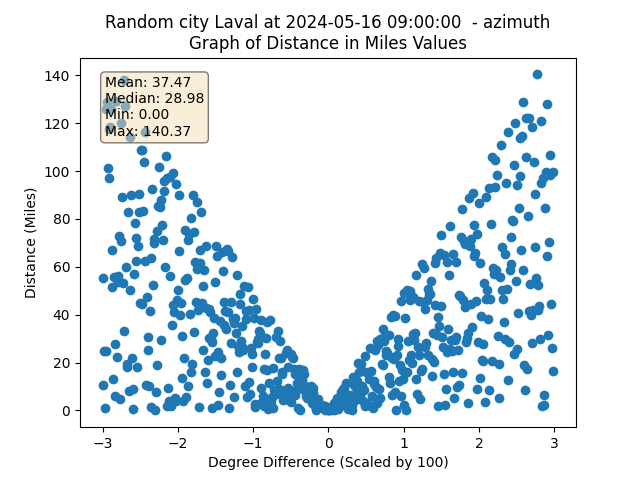 Random city Laval at 2024-05-16 09:00:00 - azimuth
Graph of Distance in Miles Values
Mean: 37.47
Median: 28.98
Min: 0.00
Max: 140.37
140
120
100
80
60
40
20
0
Distance (Miles)
−3 −2 −1 0 1 2 3
Degree Difference (Scaled by 100)